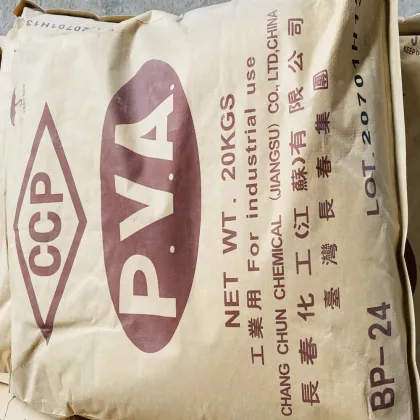 CCP
P.V.A.
NET WT. 20KGS
工業用 For industrial use
CHANG CHUN CHEMICAL (JIANGSU) CO., LTD, CHINA
長春化工(江蘇)有限公司
臺灣長春集團
LOT. 20701H13
BP-24